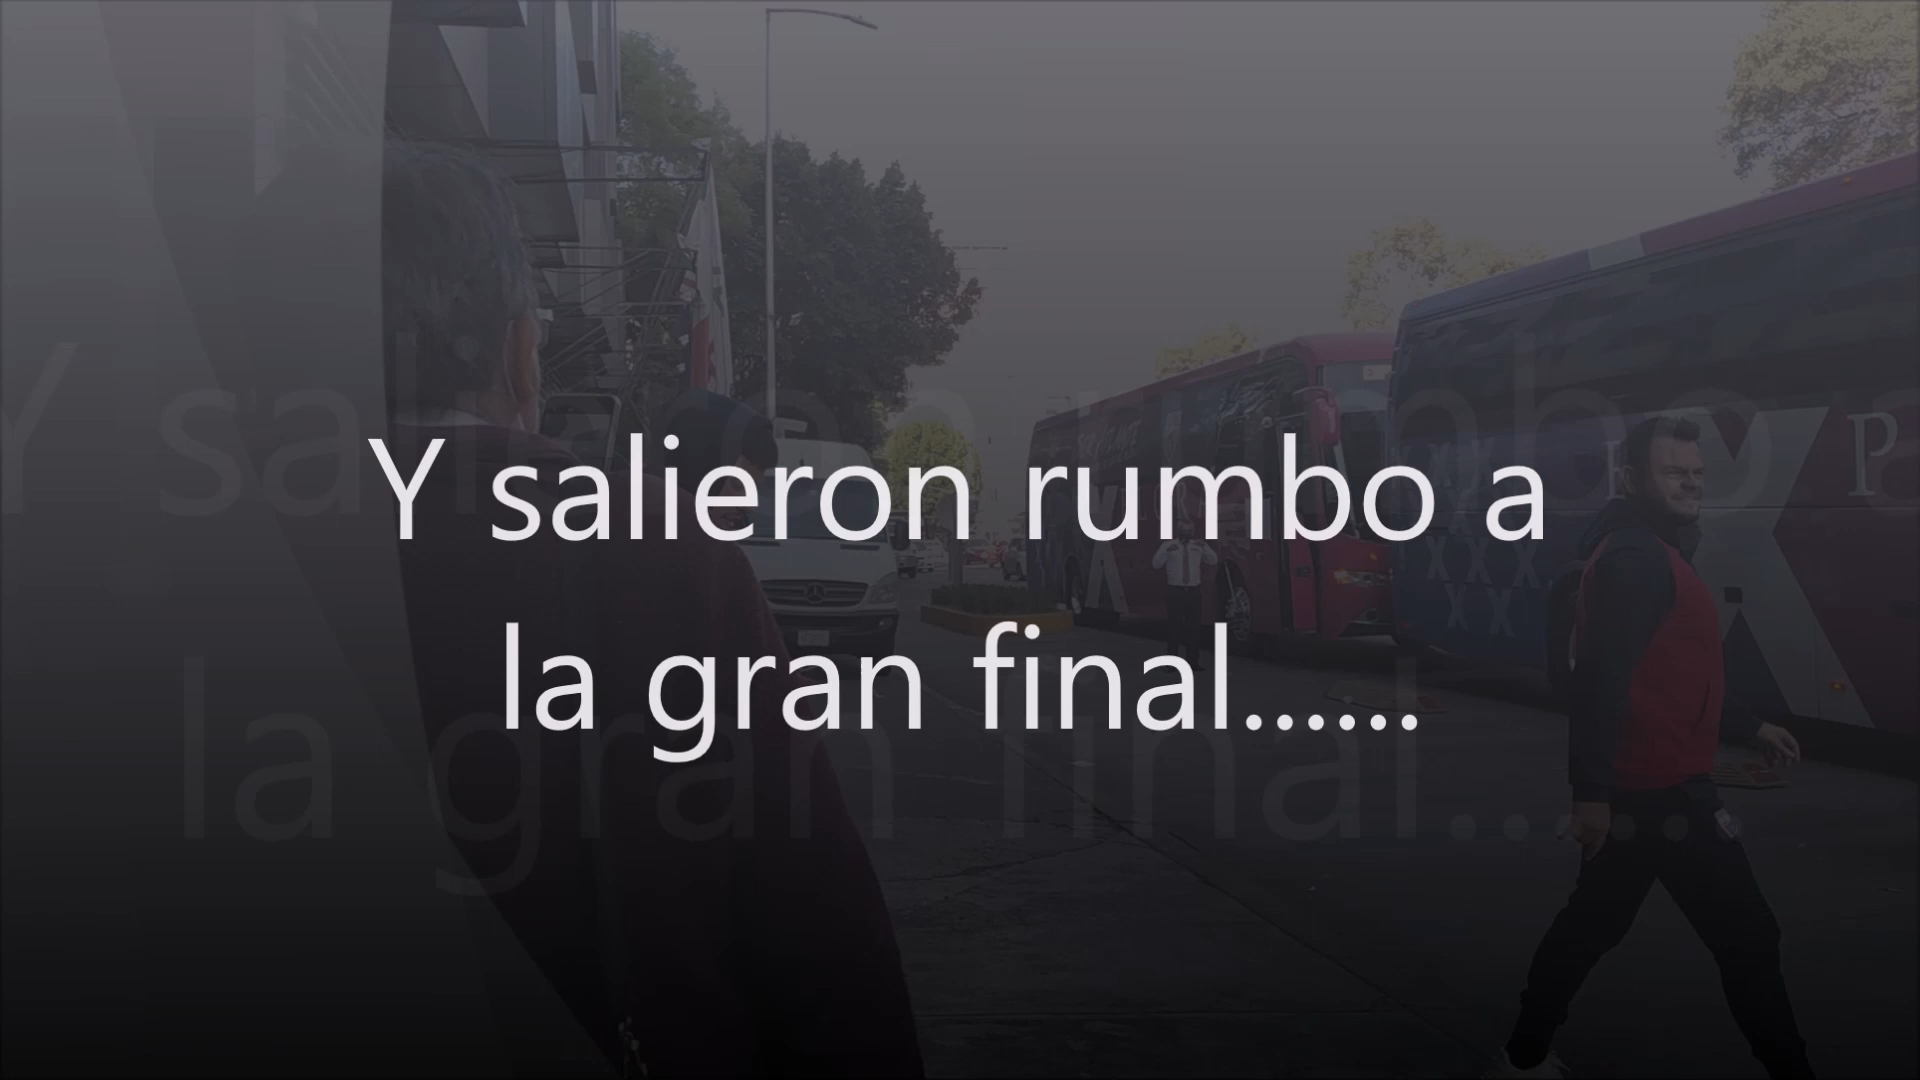 Y salieron rumbo a
la gran final......